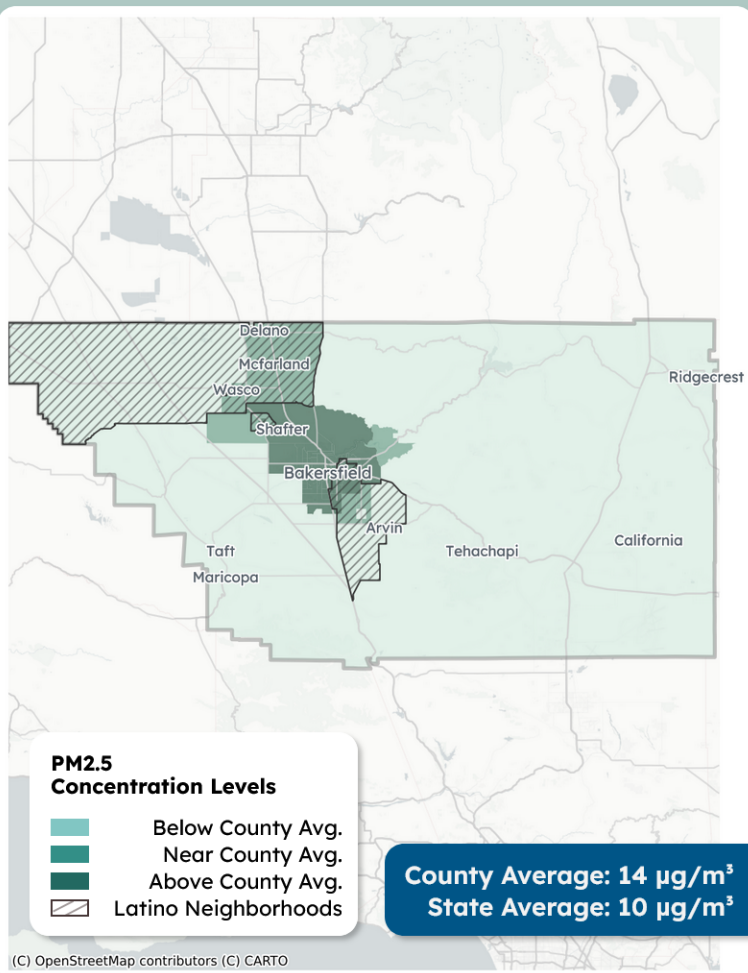 Delano
Mcfarland
Ridgecrest
Wasco
Shafter
Bakersfield
Arvin
California
Taft
Tehachapi
Maricopa
PM2.5
Concentration Levels
Below County Avg.
Near County Avg.
Above County Avg.
Latino Neighborhoods
County Average: 14 µg/m³
State Average: 10 µg/m³
(C) OpenStreetMap contributors (C) CARTO